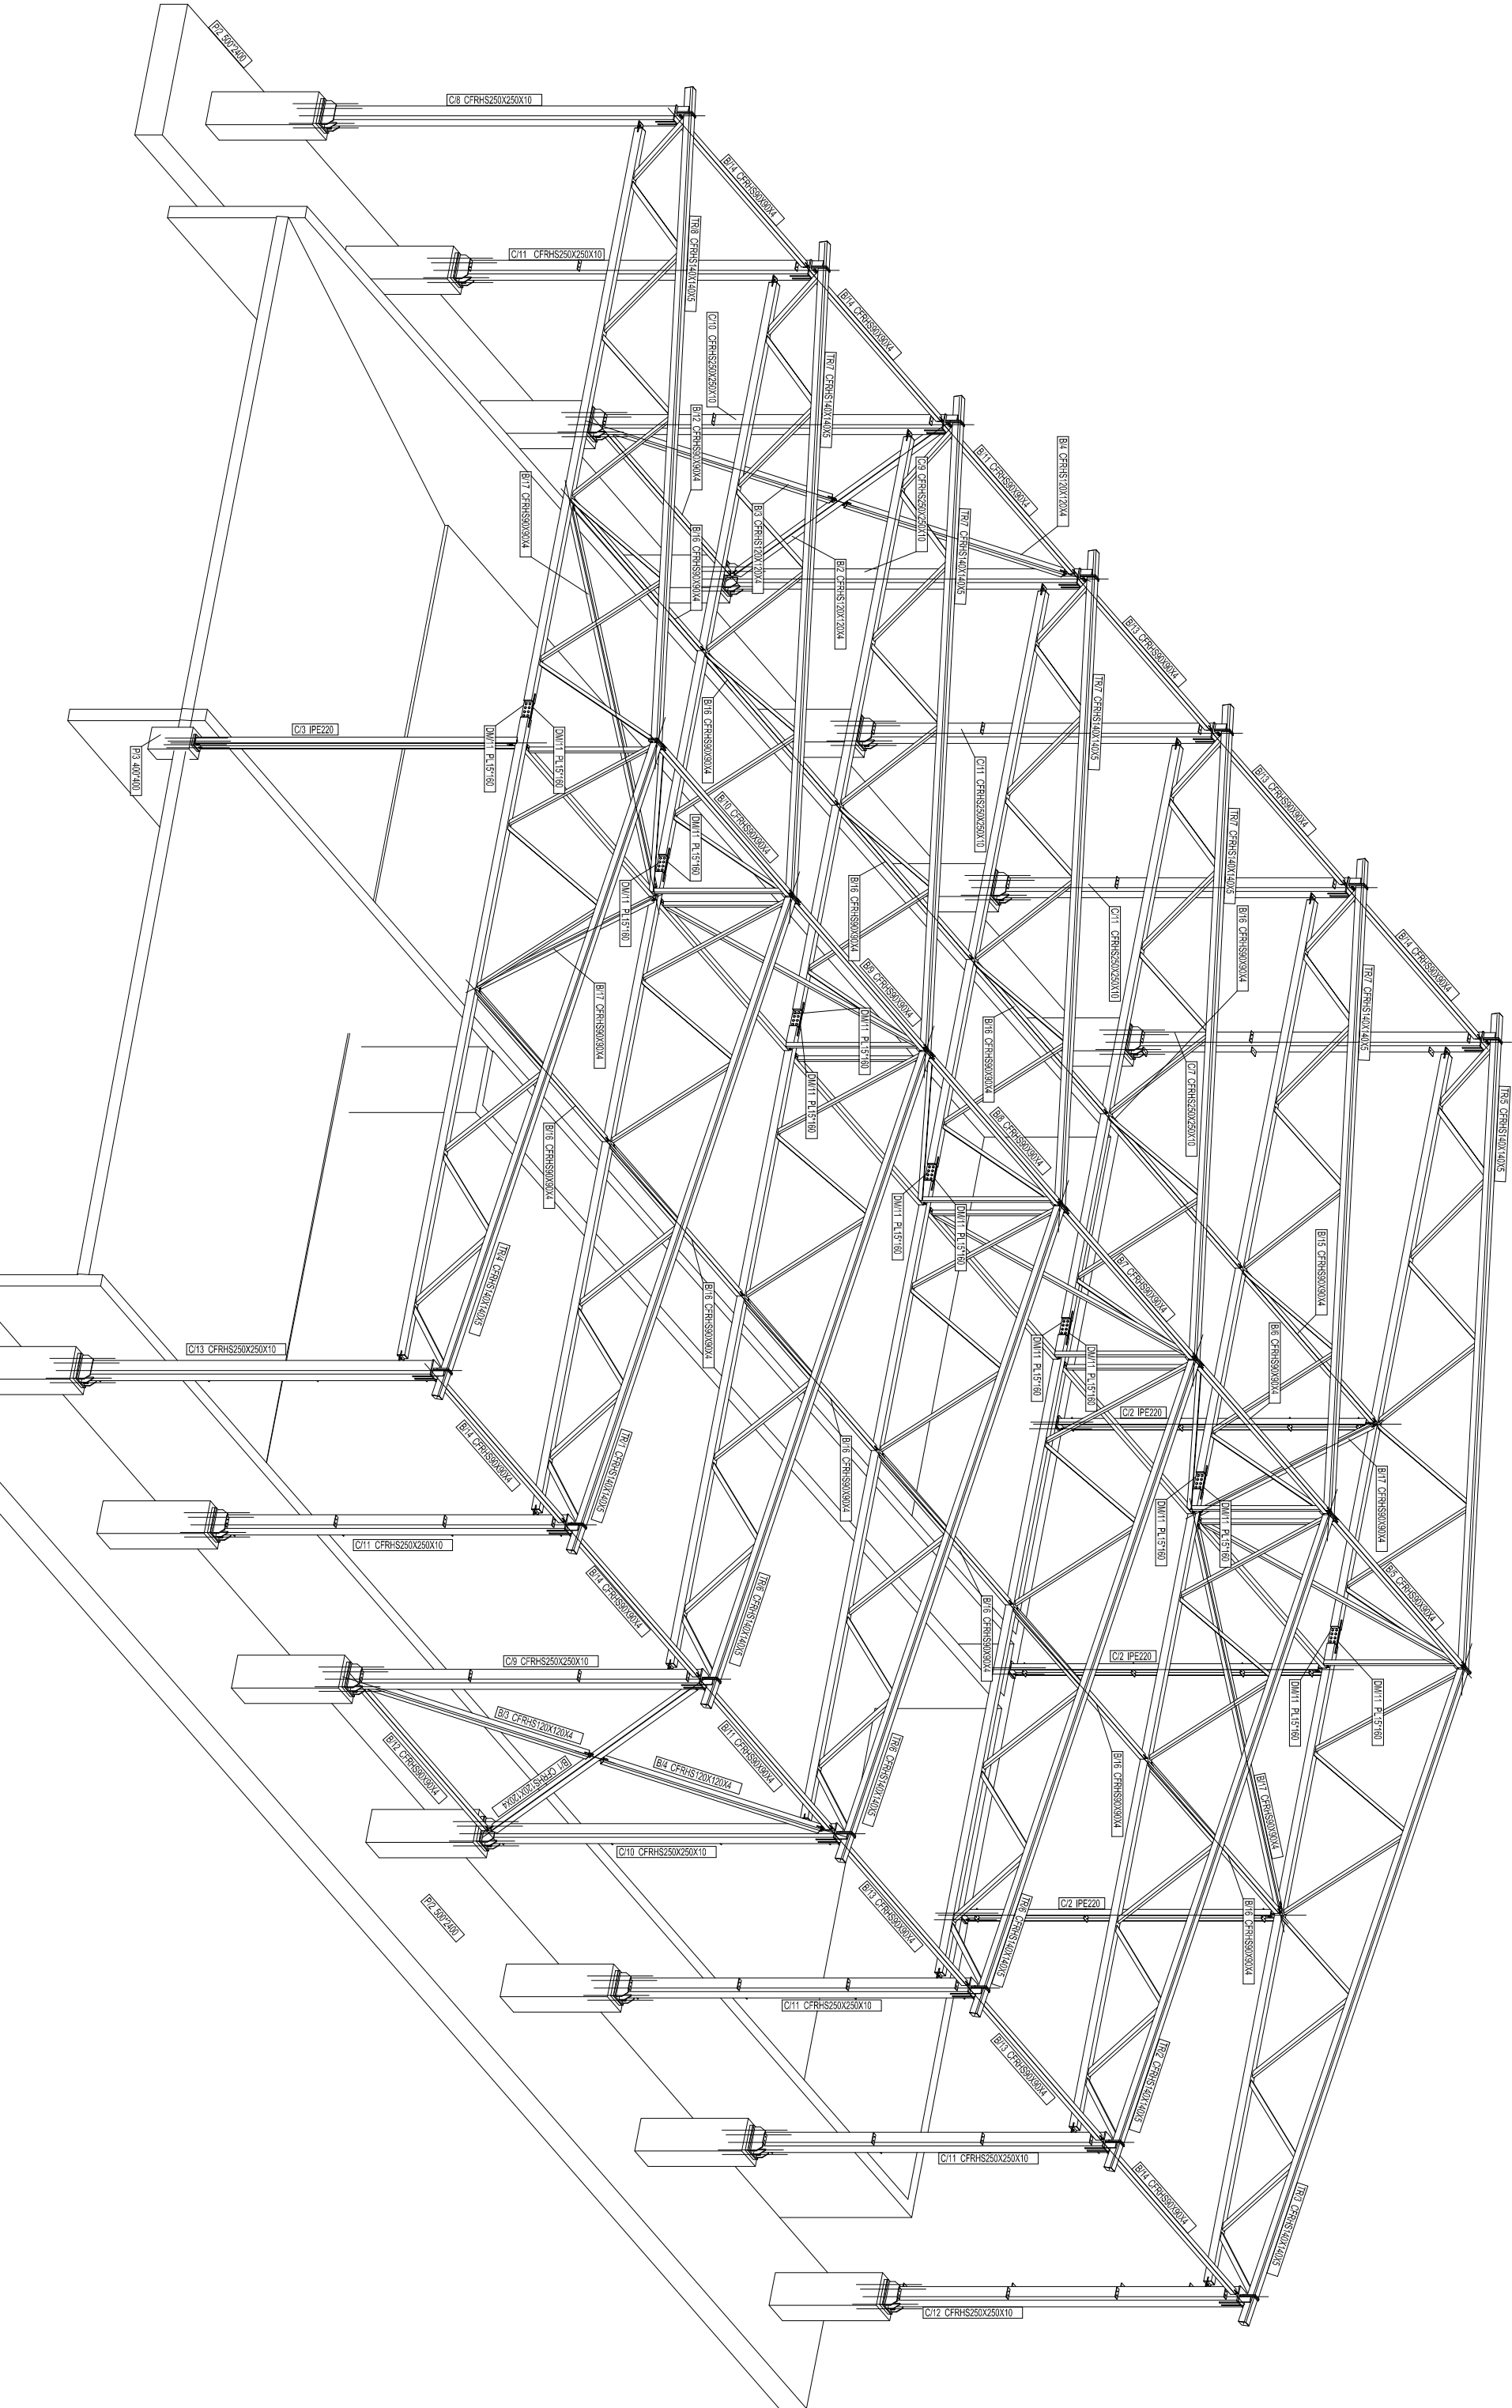 P/2 500*2400
C/8 CFRHS250X250X10
B/14 CFRHS90X90X4
TR/8 CFRHS140X140X5
C/11 CFRHS250X250X10
B/14 CFRHS90X90X4
C/10 CFRHS250X250X10
TR/7 CFRHS140X140X5
B/12 CFRHS90X90X4
B/11 CFRHS90X90X4
B/4 CFRHS120X120X4
C/9 CFRHS250X250X10
B/17 CFRHS90X90X4
B/3 CFRHS120X120X4
B/16 CFRHS90X90X4
B/2 CFRHS120X120X4
TR/7 CFRHS140X140X5
B/13 CFRHS90X90X4
TR/7 CFRHS140X140X5
B/16 CFRHS90X90X4
C/3 IPE220
P/3 400*400
DM/11 PL15*160
DM/11 PL15*160
C/11 CFRHS250X250X10
B/13 CFRHS90X90X4
TR/7 CFRHS140X140X5
B/10 CFRHS90X90X4
DM/11 PL15*160
DM/11 PL15*160
B/16 CFRHS90X90X4
C/11 CFRHS250X250X10
B/16 CFRHS90X90X4
B/14 CFRHS90X90X4
TR/7 CFRHS140X140X5
B/17 CFRHS90X90X4
B/9 CFRHS90X90X4
DM/11 PL15*160
DM/11 PL15*160
B/16 CFRHS90X90X4
C/7 CFRHS250X250X10
TR/5 CFRHS140X140X5
B/16 CFRHS90X90X4
B/8 CFRHS90X90X4
DM/11 PL15*160
DM/11 PL15*160
TR/4 CFRHS140X140X5
B/16 CFRHS90X90X4
B/7 CFRHS90X90X4
B/15 CFRHS90X90X4
C/13 CFRHS250X250X10
DM/11 PL15*160
DM/11 PL15*160
B/6 CFRHS90X90X4
C/2 IPE220
B/14 CFRHS90X90X4
TR/1 CFRHS140X140X5
B/16 CFRHS90X90X4
B/17 CFRHS90X90X4
C/11 CFRHS250X250X10
DM/11 PL15*160
DM/11 PL15*160
B/5 CFRHS90X90X4
B/14 CFRHS90X90X4
TR/6 CFRHS140X140X5
B/16 CFRHS90X90X4
C/9 CFRHS250X250X10
C/2 IPE220
DM/11 PL15*160
DM/11 PL15*160
B/3 CFRHS120X120X4
B/12 CFRHS90X90X4
B/1 CFRHS120X120X4
B/4 CFRHS120X120X4
B/11 CFRHS90X90X4
TR/6 CFRHS140X140X5
B/16 CFRHS90X90X4
B/17 CFRHS90X90X4
C/10 CFRHS250X250X10
P/2 500*2400
B/13 CFRHS90X90X4
TR/6 CFRHS140X140X5
C/2 IPE220
B/16 CFRHS90X90X4
C/11 CFRHS250X250X10
B/13 CFRHS90X90X4
TR/2 CFRHS140X140X5
C/11 CFRHS250X250X10
B/14 CFRHS90X90X4
TR/3 CFRHS140X140X5
C/12 CFRHS250X250X10